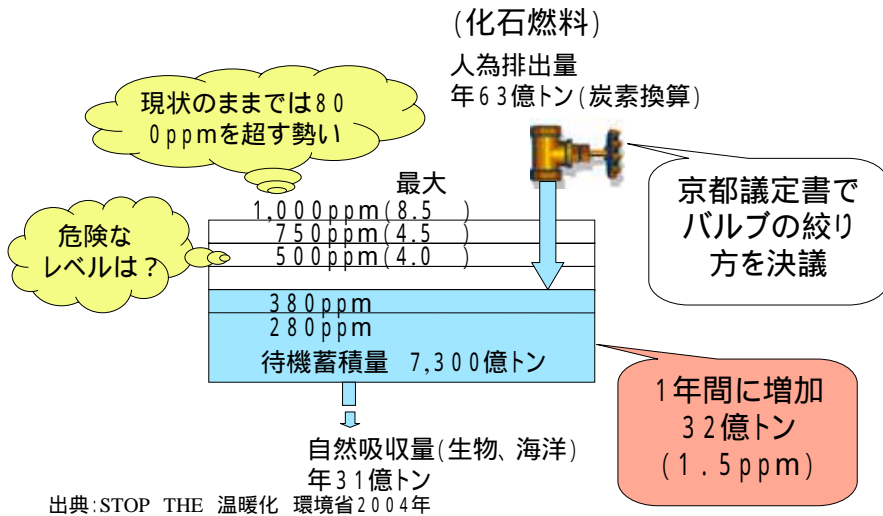 (化石燃料)
人為排出量
年63億トン(炭素換算)
現状のままでは80
0ppmを超す勢い
最大
1,000ppm(8.5 )
750ppm(4.5 )
500ppm(4.0 )
危険な
レベルは?
京都議定書で
バルブの絞り
方を決議
380ppm
280ppm
待機蓄積量 7,300億トン
1年間に増加
32億トン
(1.5ppm)
自然吸収量(生物、海洋)
年31億トン
出典:STOP THE 温暖化 環境省2004年